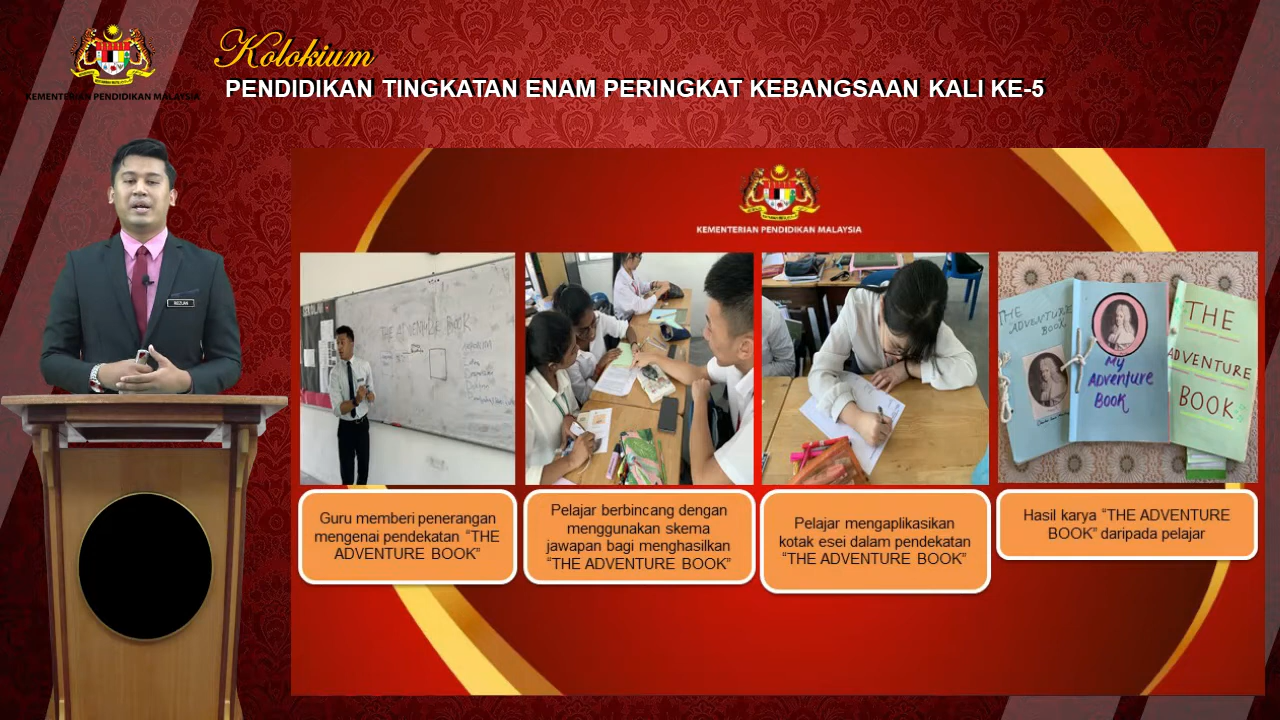 KEMENTERIAN PENDIDIKAN MALAYSIA
Kolokium
PENDIDIKAN TINGKATAN ENAM PERINGKAT KEBANGSAAN KALI KE-5
KEMENTERIAN PENDIDIKAN MALAYSIA
THE ADVENTURE BOOK
THE
ADVENTURE
BOOK
My
Adventure
Book
THE
ADVENTURE
BOOK
Guru memberi penerangan
mengenai pendekatan “THE
ADVENTURE BOOK”
Pelajar berbincang dengan
menggunakan skema
jawapan bagi menghasilkan
“THE ADVENTURE BOOK”
Pelajar mengaplikasikan
kotak esei dalam pendekatan
“THE ADVENTURE BOOK”
Hasil karya “THE ADVENTURE
BOOK” daripada pelajar